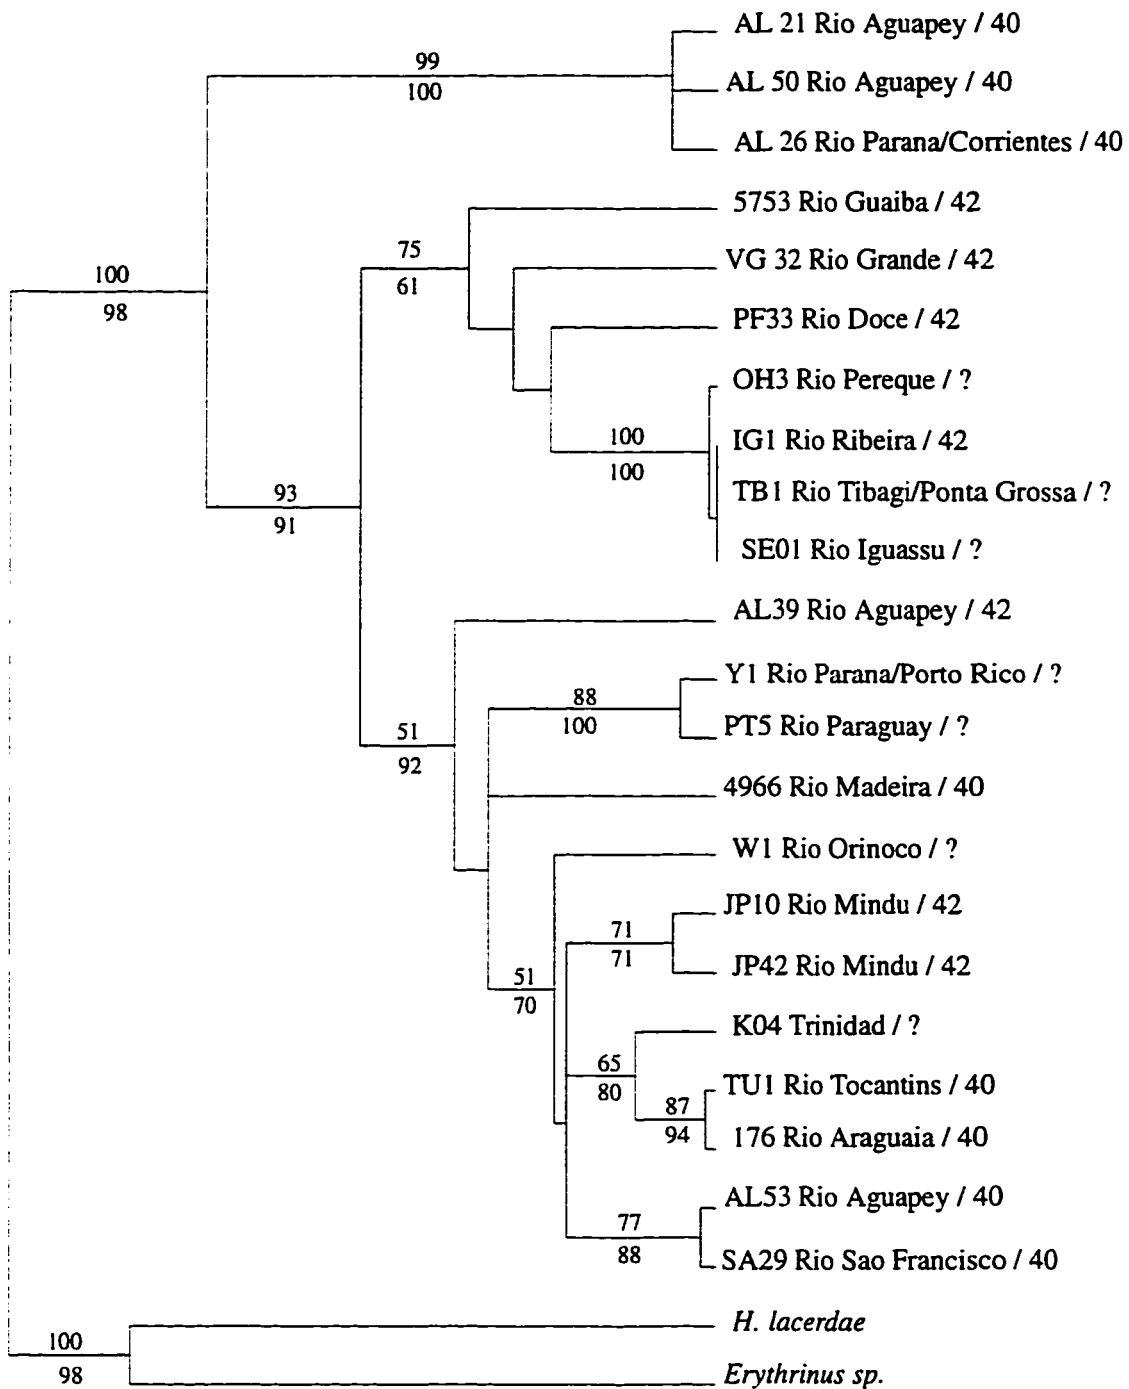 AL 21 Rio Aguapey / 40
99
100
AL 50 Rio Aguapey / 40
AL 26 Rio Parana/Corrientes / 40
5753 Rio Guaiba / 42
75
61
VG 32 Rio Grande / 42
100
98
PF33 Rio Doce / 42
OH3 Rio Pereque / ?
100
100
IG1 Rio Ribeira / 42
93
91
TB1 Rio Tibagi/Ponta Grossa / ?
SE01 Rio Iguassu / ?
AL39 Rio Aguapey / 42
Y1 Rio Parana/Porto Rico / ?
88
100
PT5 Rio Paraguay / ?
51
92
4966 Rio Madeira / 40
W1 Rio Orinoco / ?
JP10 Rio Mindu / 42
71
71
JP42 Rio Mindu / 42
51
70
K04 Trinidad / ?
65
80
TU1 Rio Tocantins / 40
87
94
176 Rio Araguaia / 40
AL53 Rio Aguapey / 40
77
88
SA29 Rio Sao Francisco / 40
H. lacerdae
100
98
Erythrinus sp.